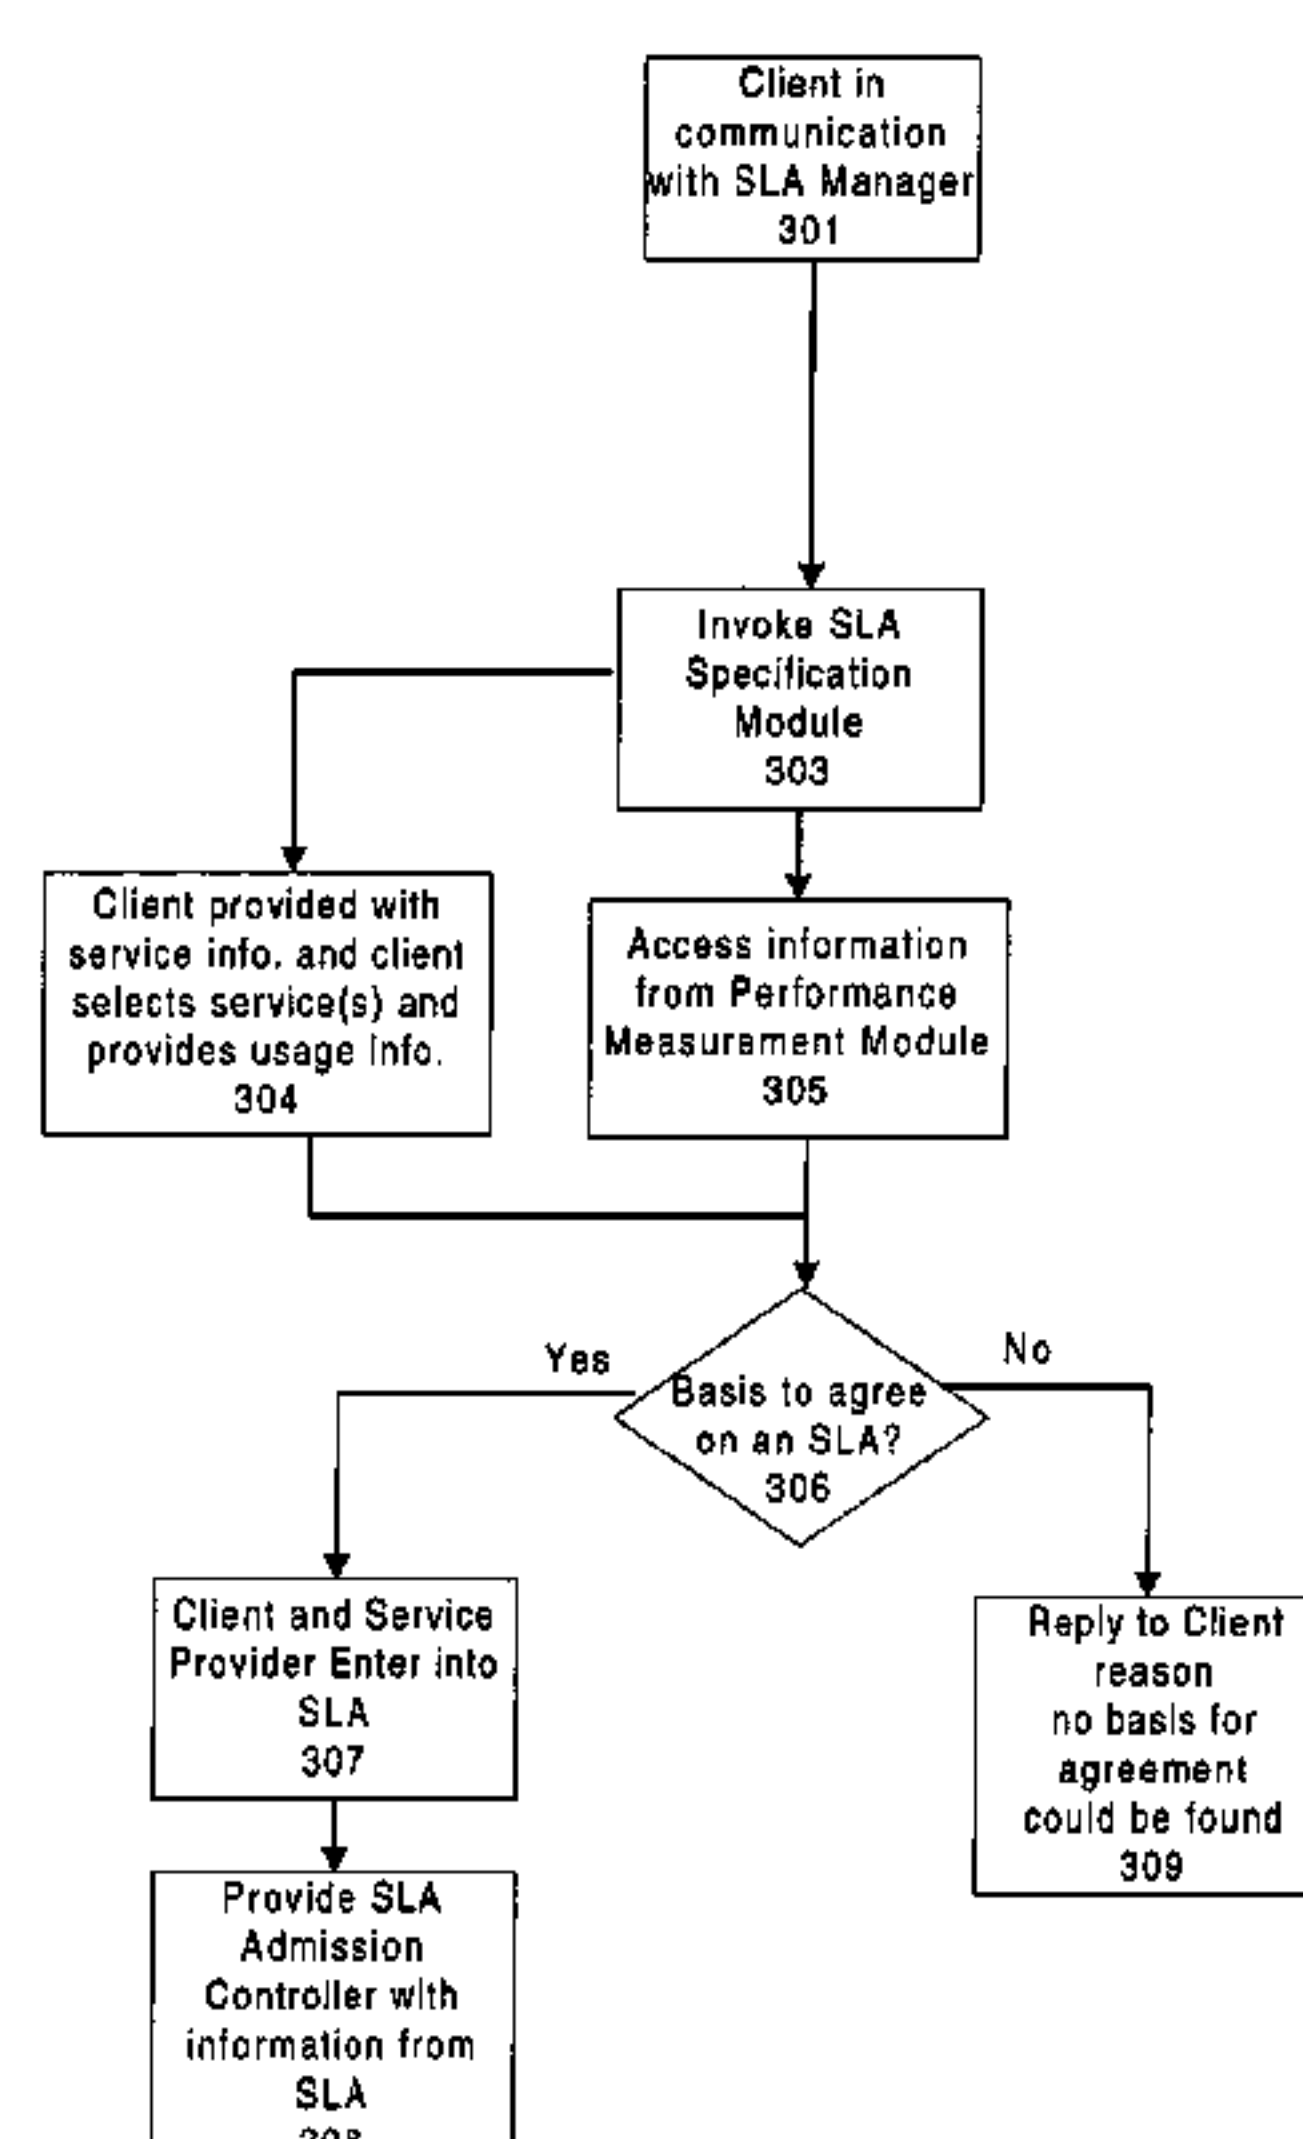 Client in
communication
with SLA Manager
301
Invoke SLA
Specification
Module
303
Client provided with
service info. and client
selects service(s) and
provides usage info.
304
Access information
from Performance
Measurement Module
305
Yes
No
Basis to agree
on an SLA?
306
Client and Service
Provider Enter into
SLA
307
Reply to Client
reason
no basis for
agreement
could be found
309
Provide SLA
Admission
Controller with
information from
SLA